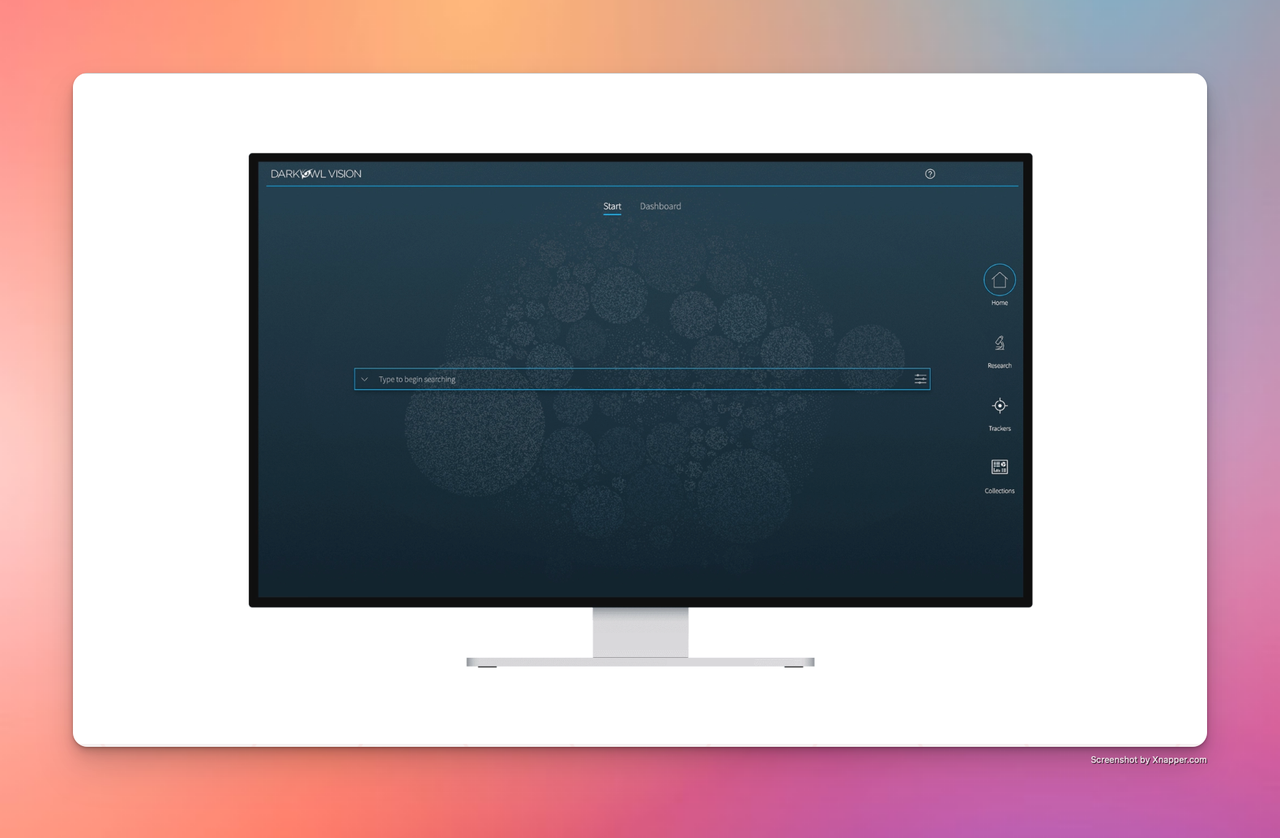 DARKOWL VISION
Start Dashboard
Type to begin searching
Home
Research
Trackers
Collections
Screenshot by Xnapper.com